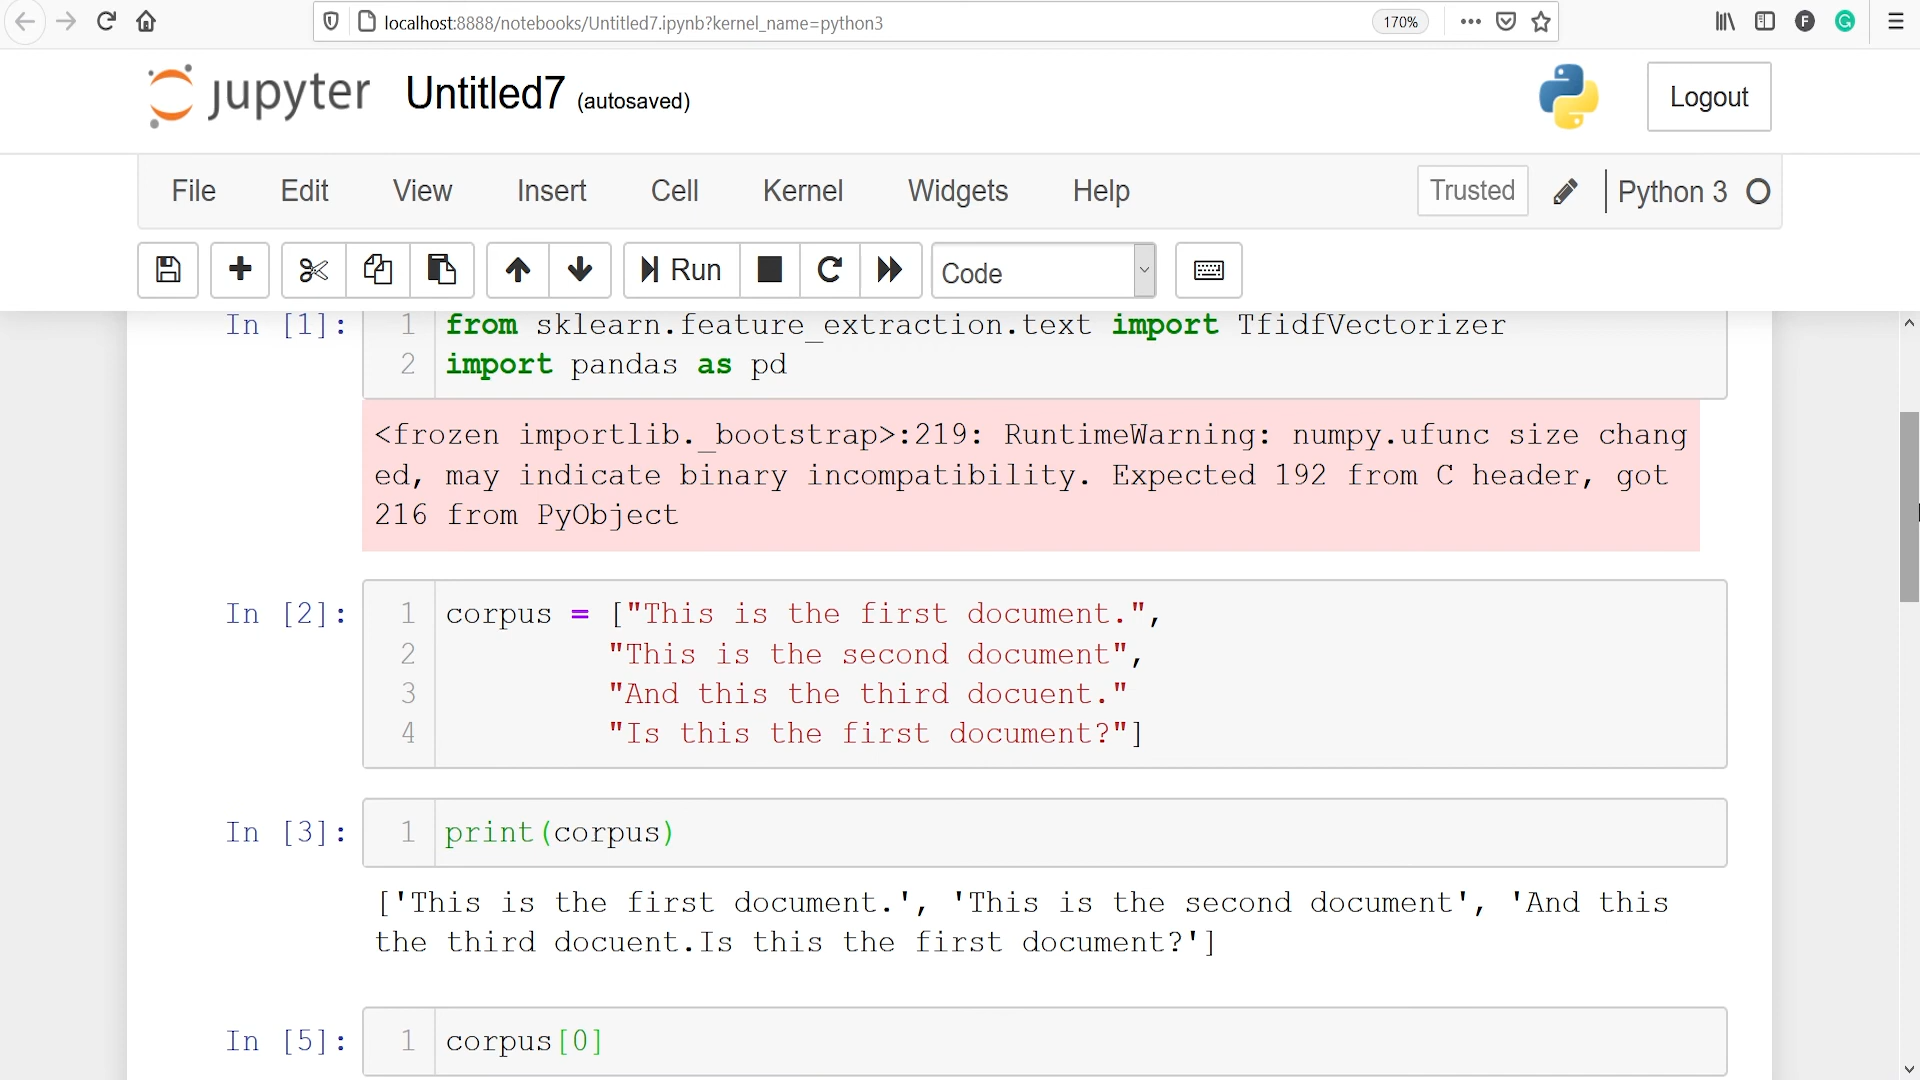 localhost:8888/notebooks/Untitled7.ipynb?kernel_name=python3 170% F G
jupyter Untitled7 (autosaved) Logout
File Edit View Insert Cell Kernel Widgets Help Trusted Python 3
Run Code
In [1]: 1 from sklearn.feature_extraction.text import TfidfVectorizer
2 import pandas as pd
<frozen importlib._bootstrap>:219: RuntimeWarning: numpy.ufunc size chang
ed, may indicate binary incompatibility. Expected 192 from C header, got
216 from PyObject
In [2]: 1 corpus = ["This is the first document.",
2 "This is the second document",
3 "And this the third docuent."
4 "Is this the first document?"]
In [3]: 1 print(corpus)
['This is the first document.', 'This is the second document', 'And this
the third docuent.Is this the first document?']
In [5]: 1 corpus[0]